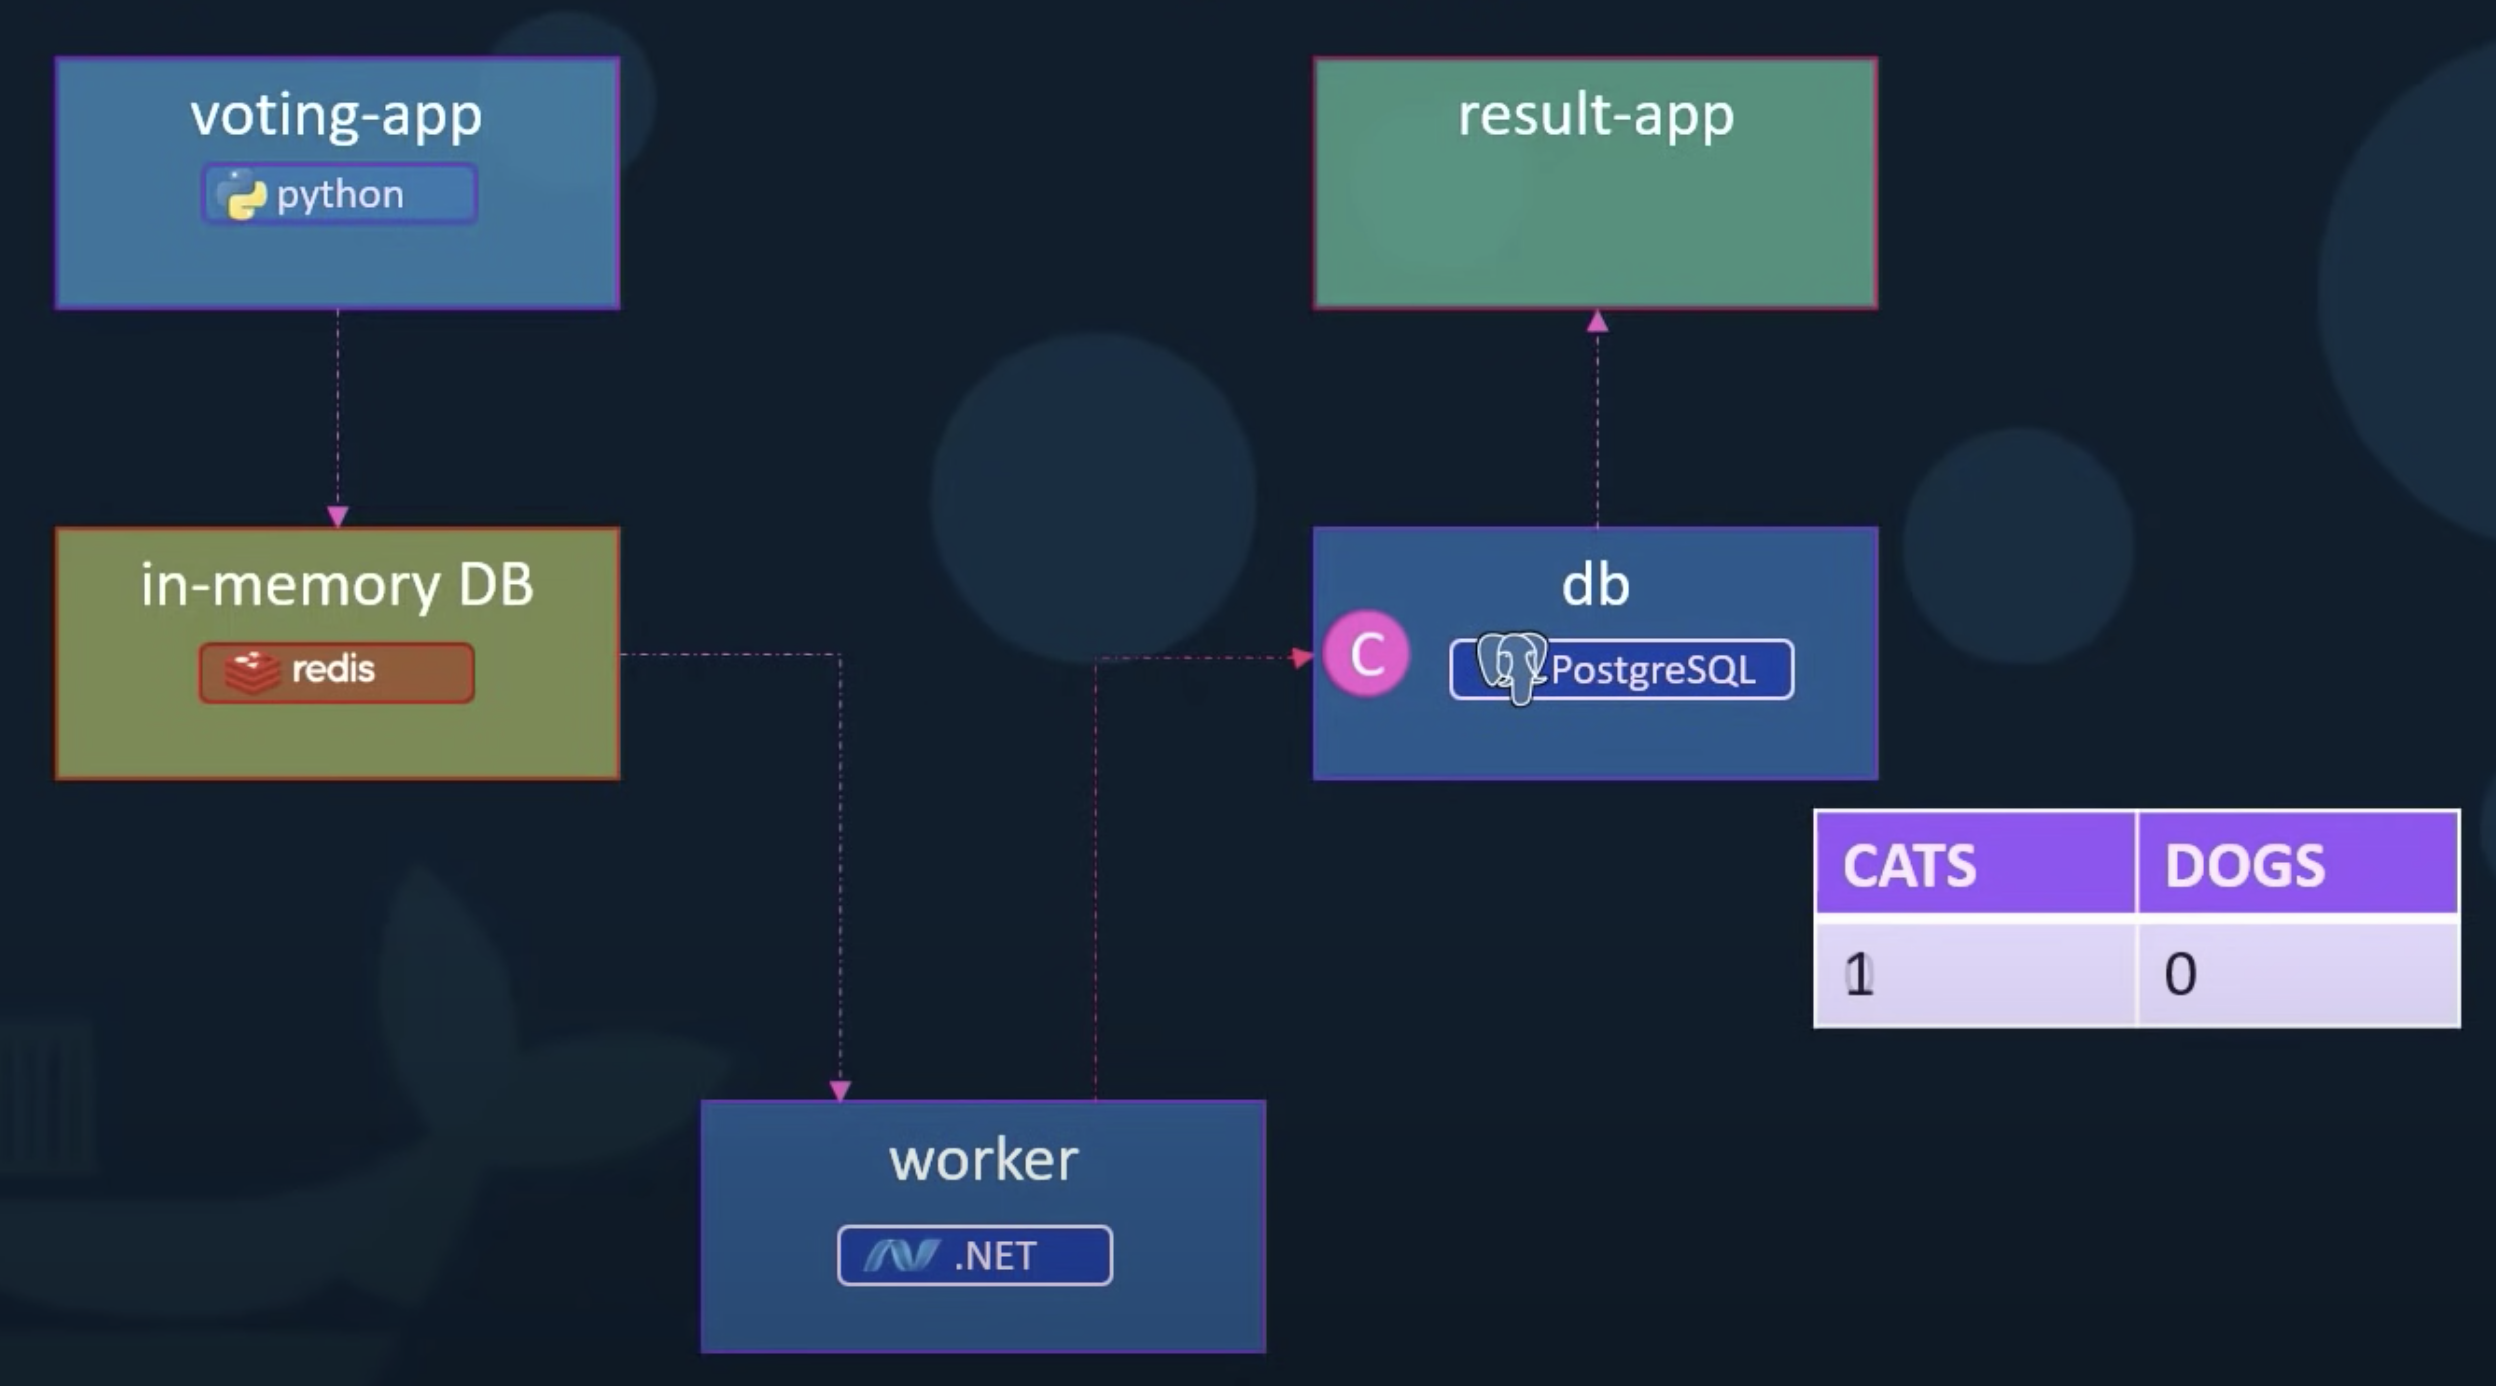 voting-app
python
result-app
in-memory DB
redis
db
C
PostgreSQL
CATS DOGS
1 0
worker
.NET